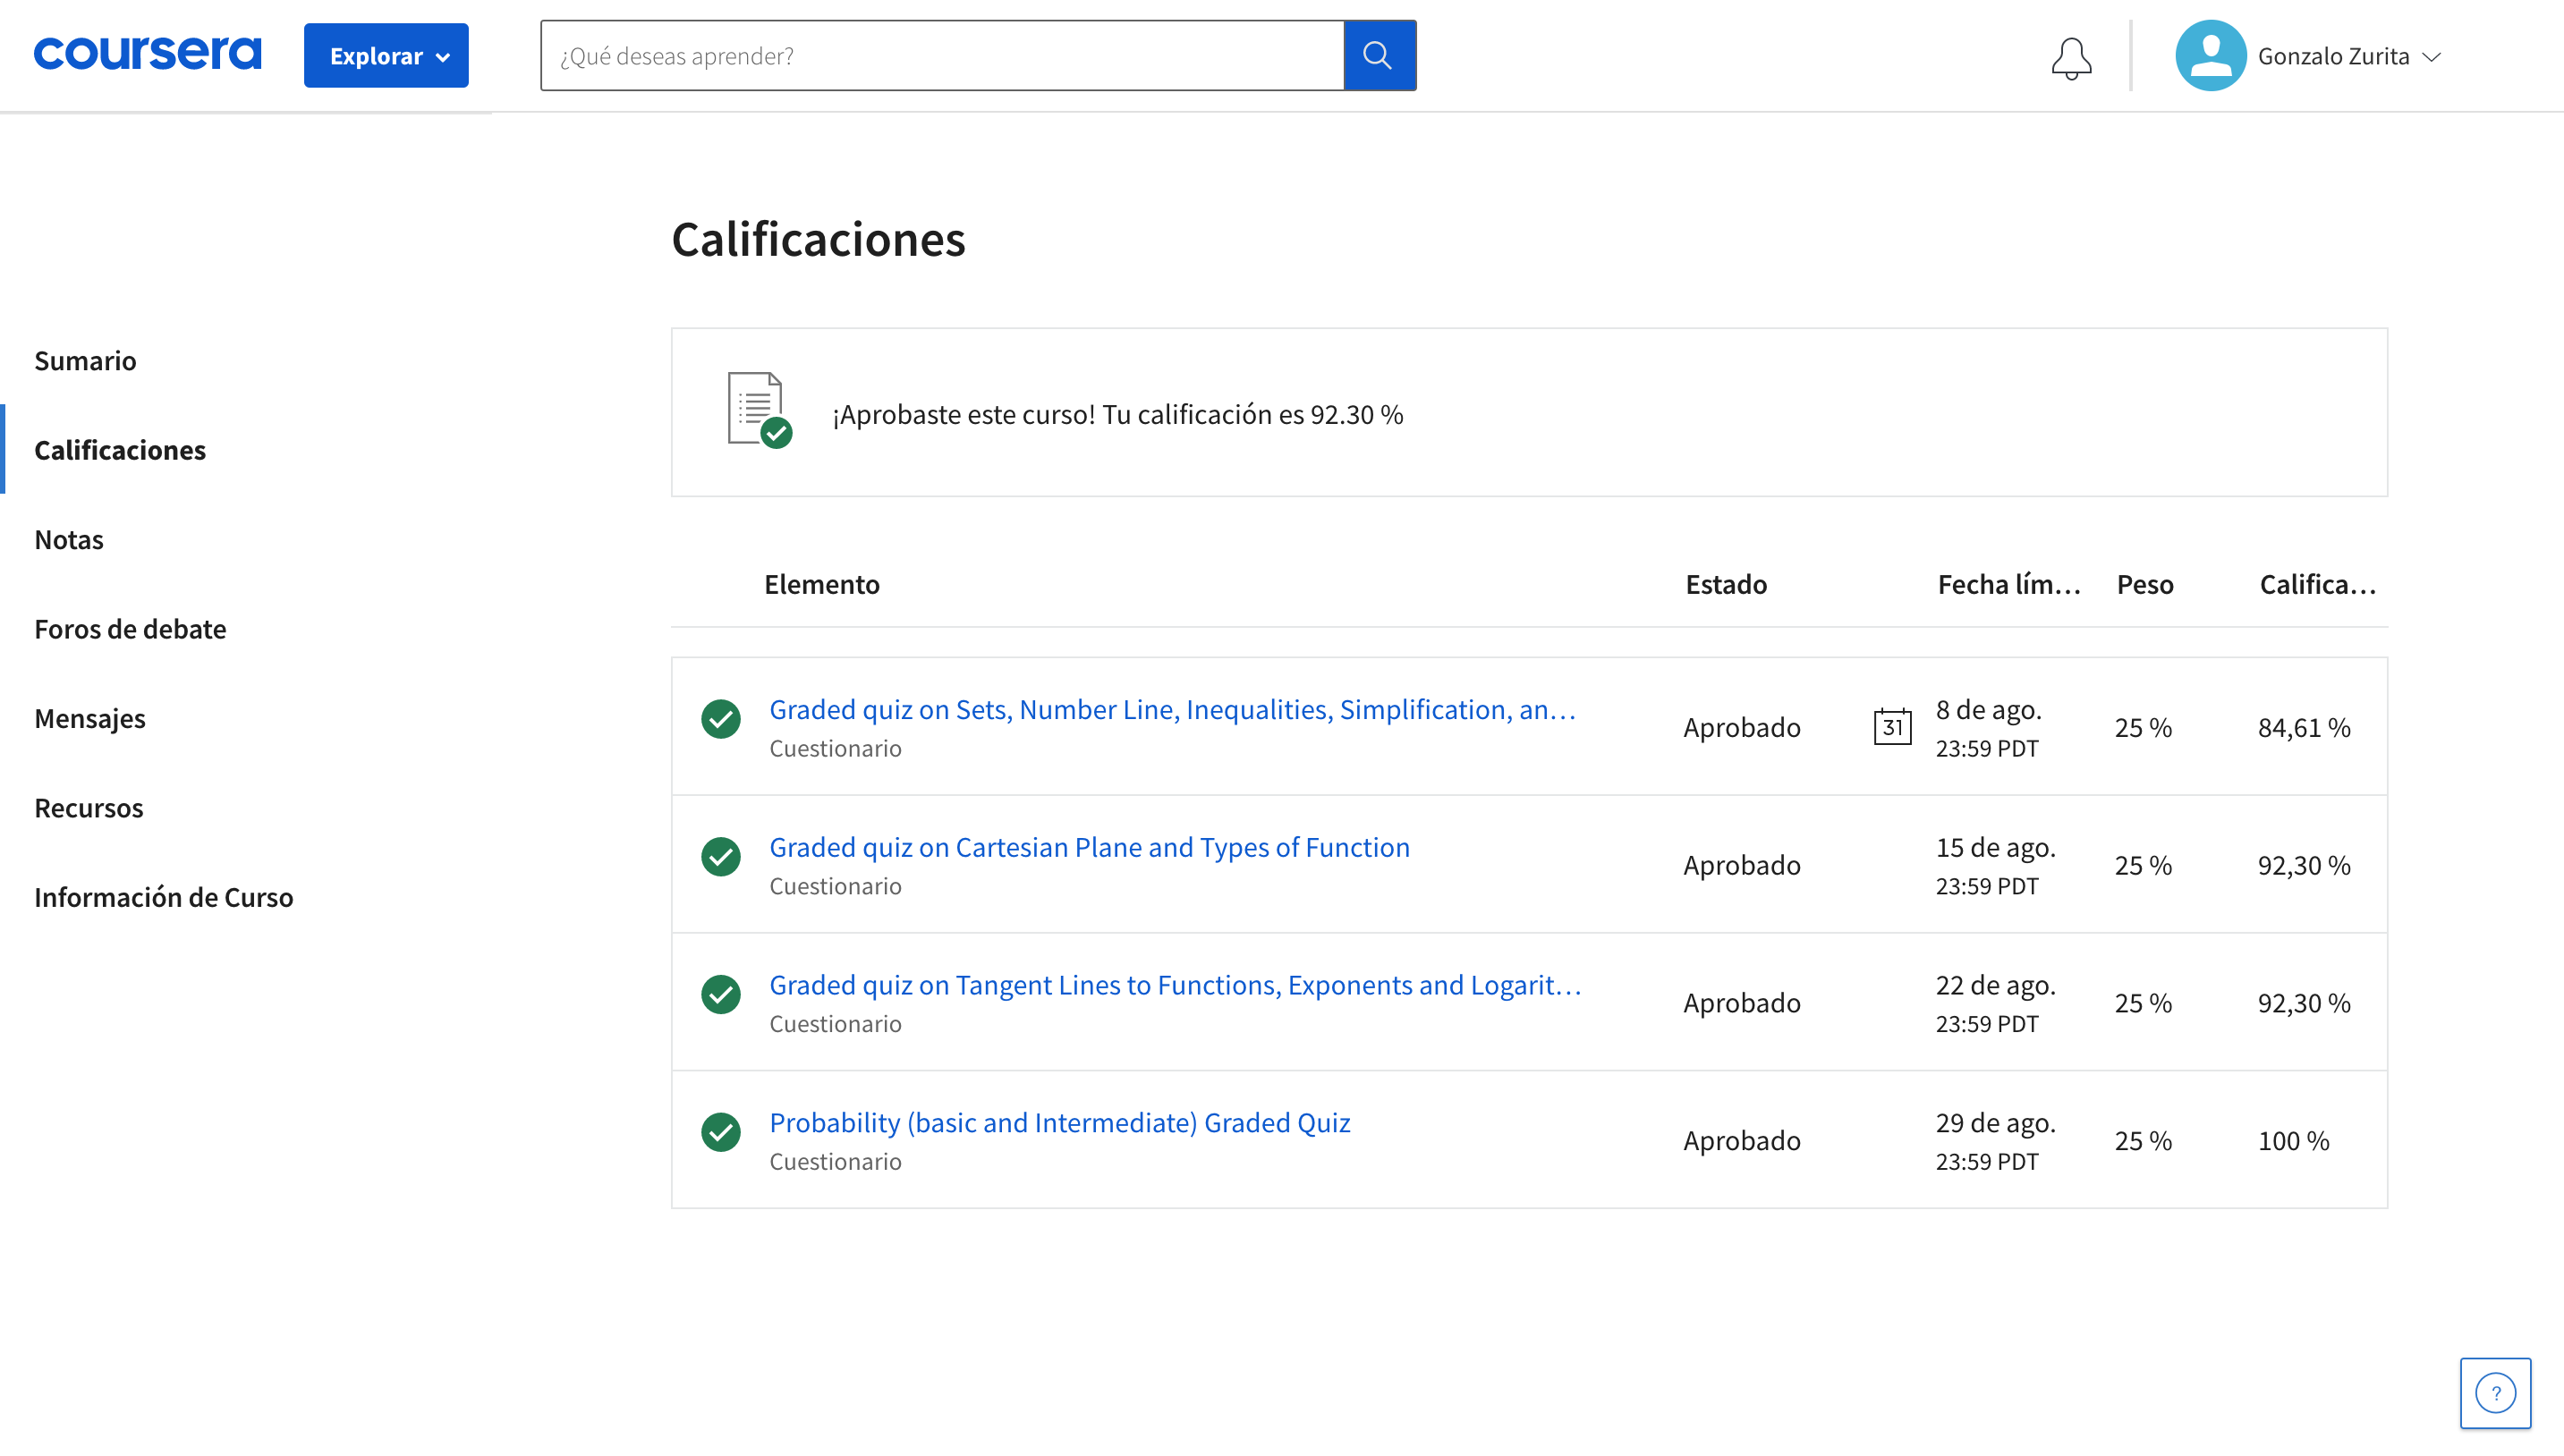 coursera
Explorar
¿Qué deseas aprender?
Gonzalo Zurita
Calificaciones
Sumario
Calificaciones
Notas
Foros de debate
Mensajes
Recursos
Información de Curso
¡Aprobaste este curso! Tu calificación es 92.30 %
Elemento Estado Fecha lím… Peso Califica…
Graded quiz on Sets, Number Line, Inequalities, Simplification, an…
Cuestionario
Aprobado
31
8 de ago.
23:59 PDT
25 %
84,61 %
Graded quiz on Cartesian Plane and Types of Function
Cuestionario
Aprobado
15 de ago.
23:59 PDT
25 %
92,30 %
Graded quiz on Tangent Lines to Functions, Exponents and Logarit…
Cuestionario
Aprobado
22 de ago.
23:59 PDT
25 %
92,30 %
Probability (basic and Intermediate) Graded Quiz
Cuestionario
Aprobado
29 de ago.
23:59 PDT
25 %
100 %
?